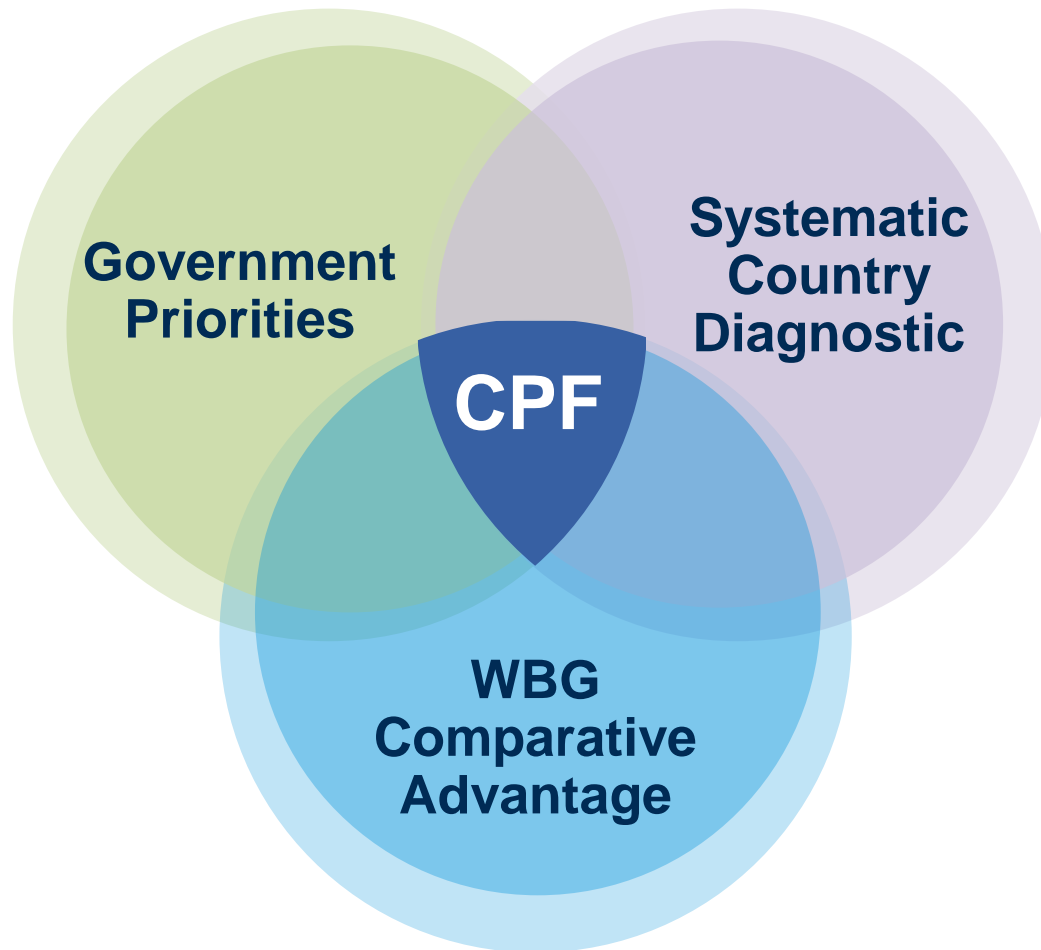 Government
Priorities
Systematic
Country
Diagnostic
CPF
WBG
Comparative
Advantage